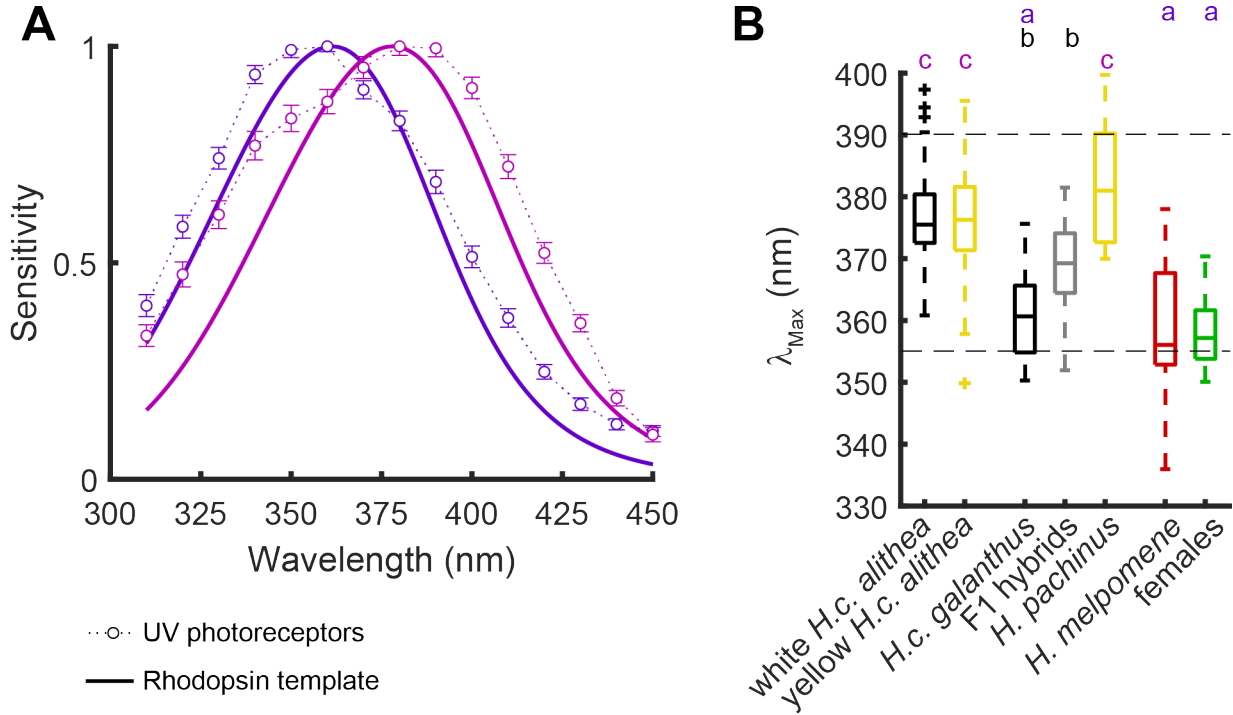 A
1
0.5
0
Sensitivity
300 325 350 375 400 425 450
Wavelength (nm)
UV photoreceptors
Rhodopsin template
B
a a a
b b
c c c
400
390
380
370
360
350
340
330
λMax (nm)
white H.c. alithea
yellow H.c. alithea
H.c. galanthus
F1 hybrids
H. pachinus
H. melpomene
females